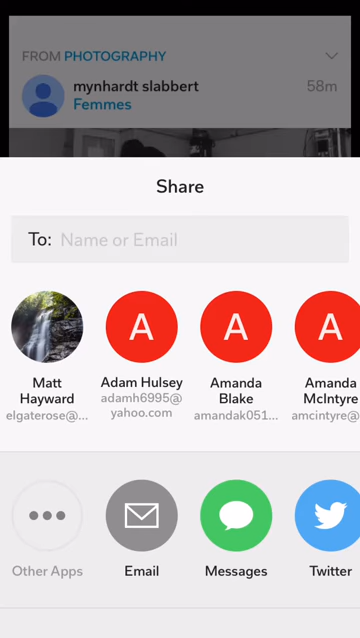 FROM PHOTOGRAPHY
mynhardt slabbert
58m
Femmes
Share
To: Name or Email
A
A
A
Matt
Hayward
elgaterose@...
Adam Hulsey
adamh6995@
yahoo.com
Amanda
Blake
amandak051...
Amanda
McIntyre
amcintyre@
Other Apps
Email
Messages
Twitter